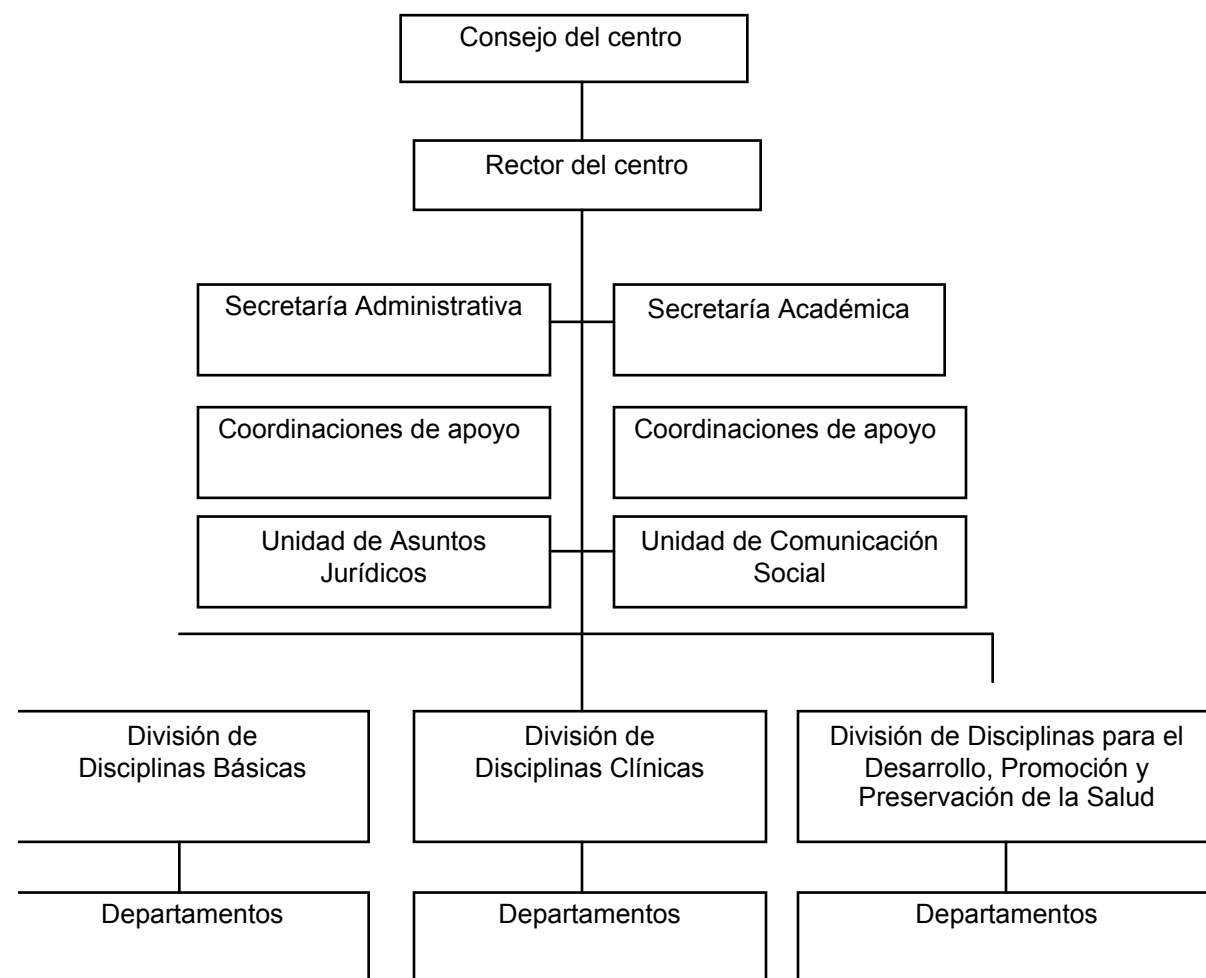 Consejo del centro
Rector del centro
Secretaría Administrativa
Secretaría Académica
Coordinaciones de apoyo
Coordinaciones de apoyo
Unidad de Asuntos
Jurídicos
Unidad de Comunicación
Social
División de
Disciplinas Básicas
División de
Disciplinas Clínicas
División de Disciplinas para el
Desarrollo, Promoción y
Preservación de la Salud
Departamentos
Departamentos
Departamentos